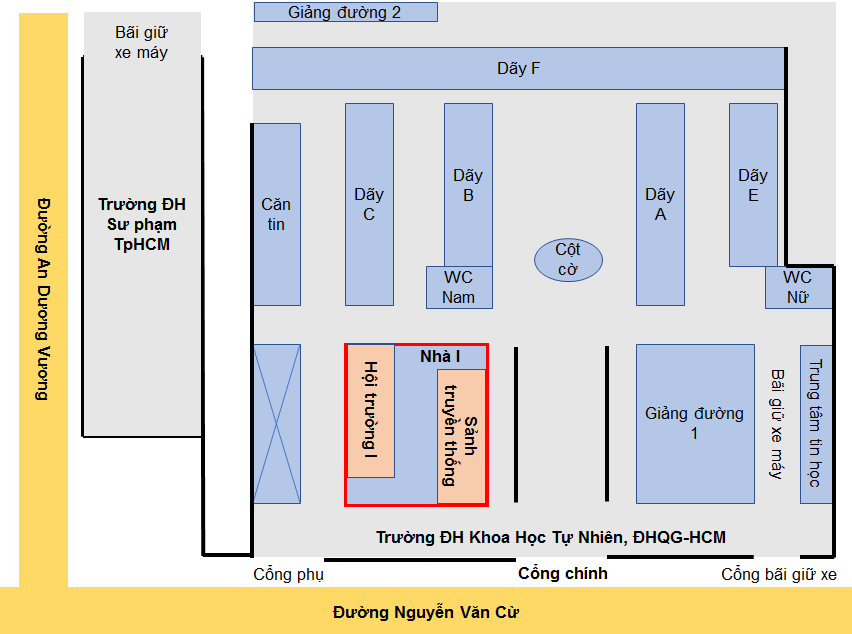 Giảng đường 2
Bãi giữ
xe máy
Dãy F
Đường An Dương Vương
Trường ĐH
Sư phạm
TpHCM
Căn
tin
Dãy
C
Dãy
B
Dãy
A
Dãy
E
WC
Nam
Cột
cờ
WC
Nữ
Nhà I
Hội trường I
Sảnh
truyền thống
Giảng đường
1
Bãi giữ xe máy
Trung tâm tin học
Trường ĐH Khoa Học Tự Nhiên, ĐHQG-HCM
Cổng phụ
Cổng chính
Cổng bãi giữ xe
Đường Nguyễn Văn Cừ